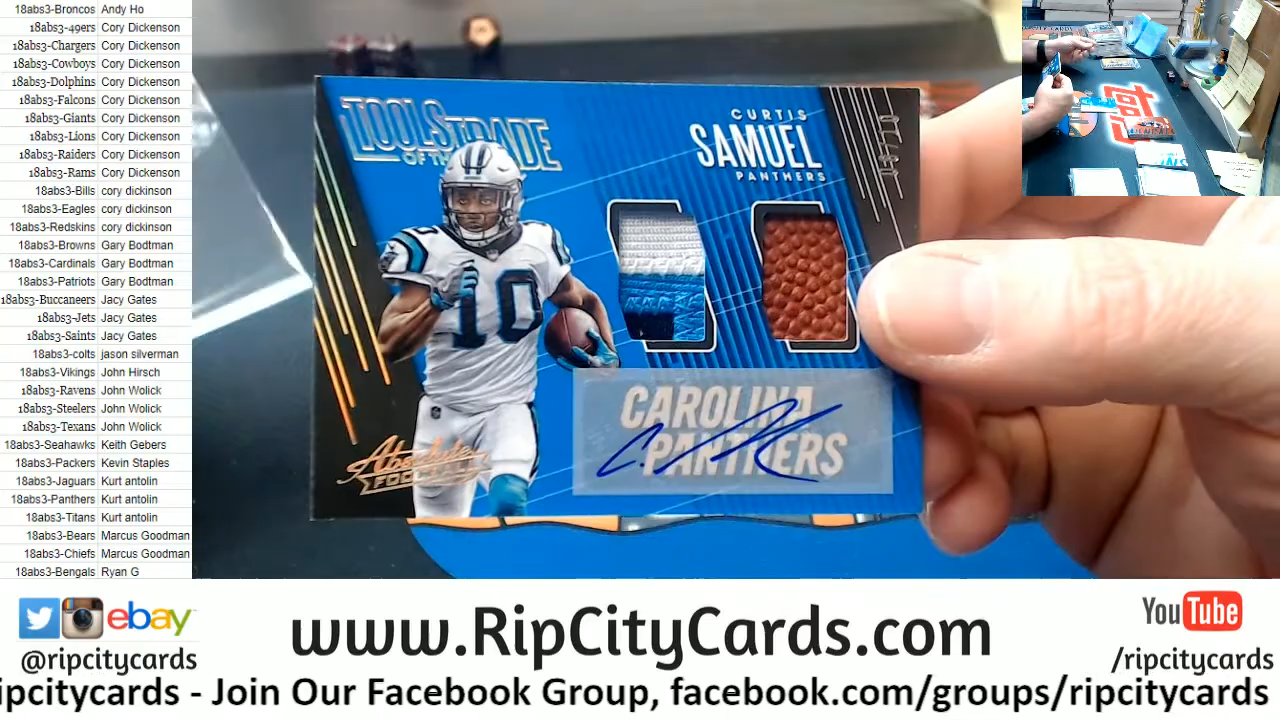 18abs3-Broncos Andy Ho
18abs3-49ers Cory Dickenson
18abs3-Chargers Cory Dickenson
18abs3-Cowboys Cory Dickenson
18abs3-Dolphins Cory Dickenson
18abs3-Falcons Cory Dickenson
18abs3-Giants Cory Dickenson
18abs3-Lions Cory Dickenson
18abs3-Raiders Cory Dickenson
18abs3-Rams Cory Dickenson
18abs3-Bills cory dickinson
18abs3-Eagles cory dickinson
18abs3-Redskins cory dickinson
18abs3-Browns Gary Bodtman
18abs3-Cardinals Gary Bodtman
18abs3-Patriots Gary Bodtman
18abs3-Buccaneers Jacy Gates
18abs3-Jets Jacy Gates
18abs3-Saints Jacy Gates
18abs3-colts jason silverman
18abs3-Vikings John Hirsch
18abs3-Ravens John Wolick
18abs3-Steelers John Wolick
18abs3-Texans John Wolick
18abs3-Seahawks Keith Gebers
18abs3-Packers Kevin Staples
18abs3-Jaguars Kurt antolin
18abs3-Panthers Kurt antolin
18abs3-Titans Kurt antolin
18abs3-Bears Marcus Goodman
18abs3-Chiefs Marcus Goodman
18abs3-Bengals Ryan G
TOOLS OF THE TRADE
CURTIS
SAMUEL
PANTHERS
10
CAROLINA
PANTHERS
Absolute
FOOTBALL
ebay
@ripcitycards
www.RipCityCards.com
YouTube
/ripcitycards
ipcitycards - Join Our Facebook Group, facebook.com/groups/ripcitycards